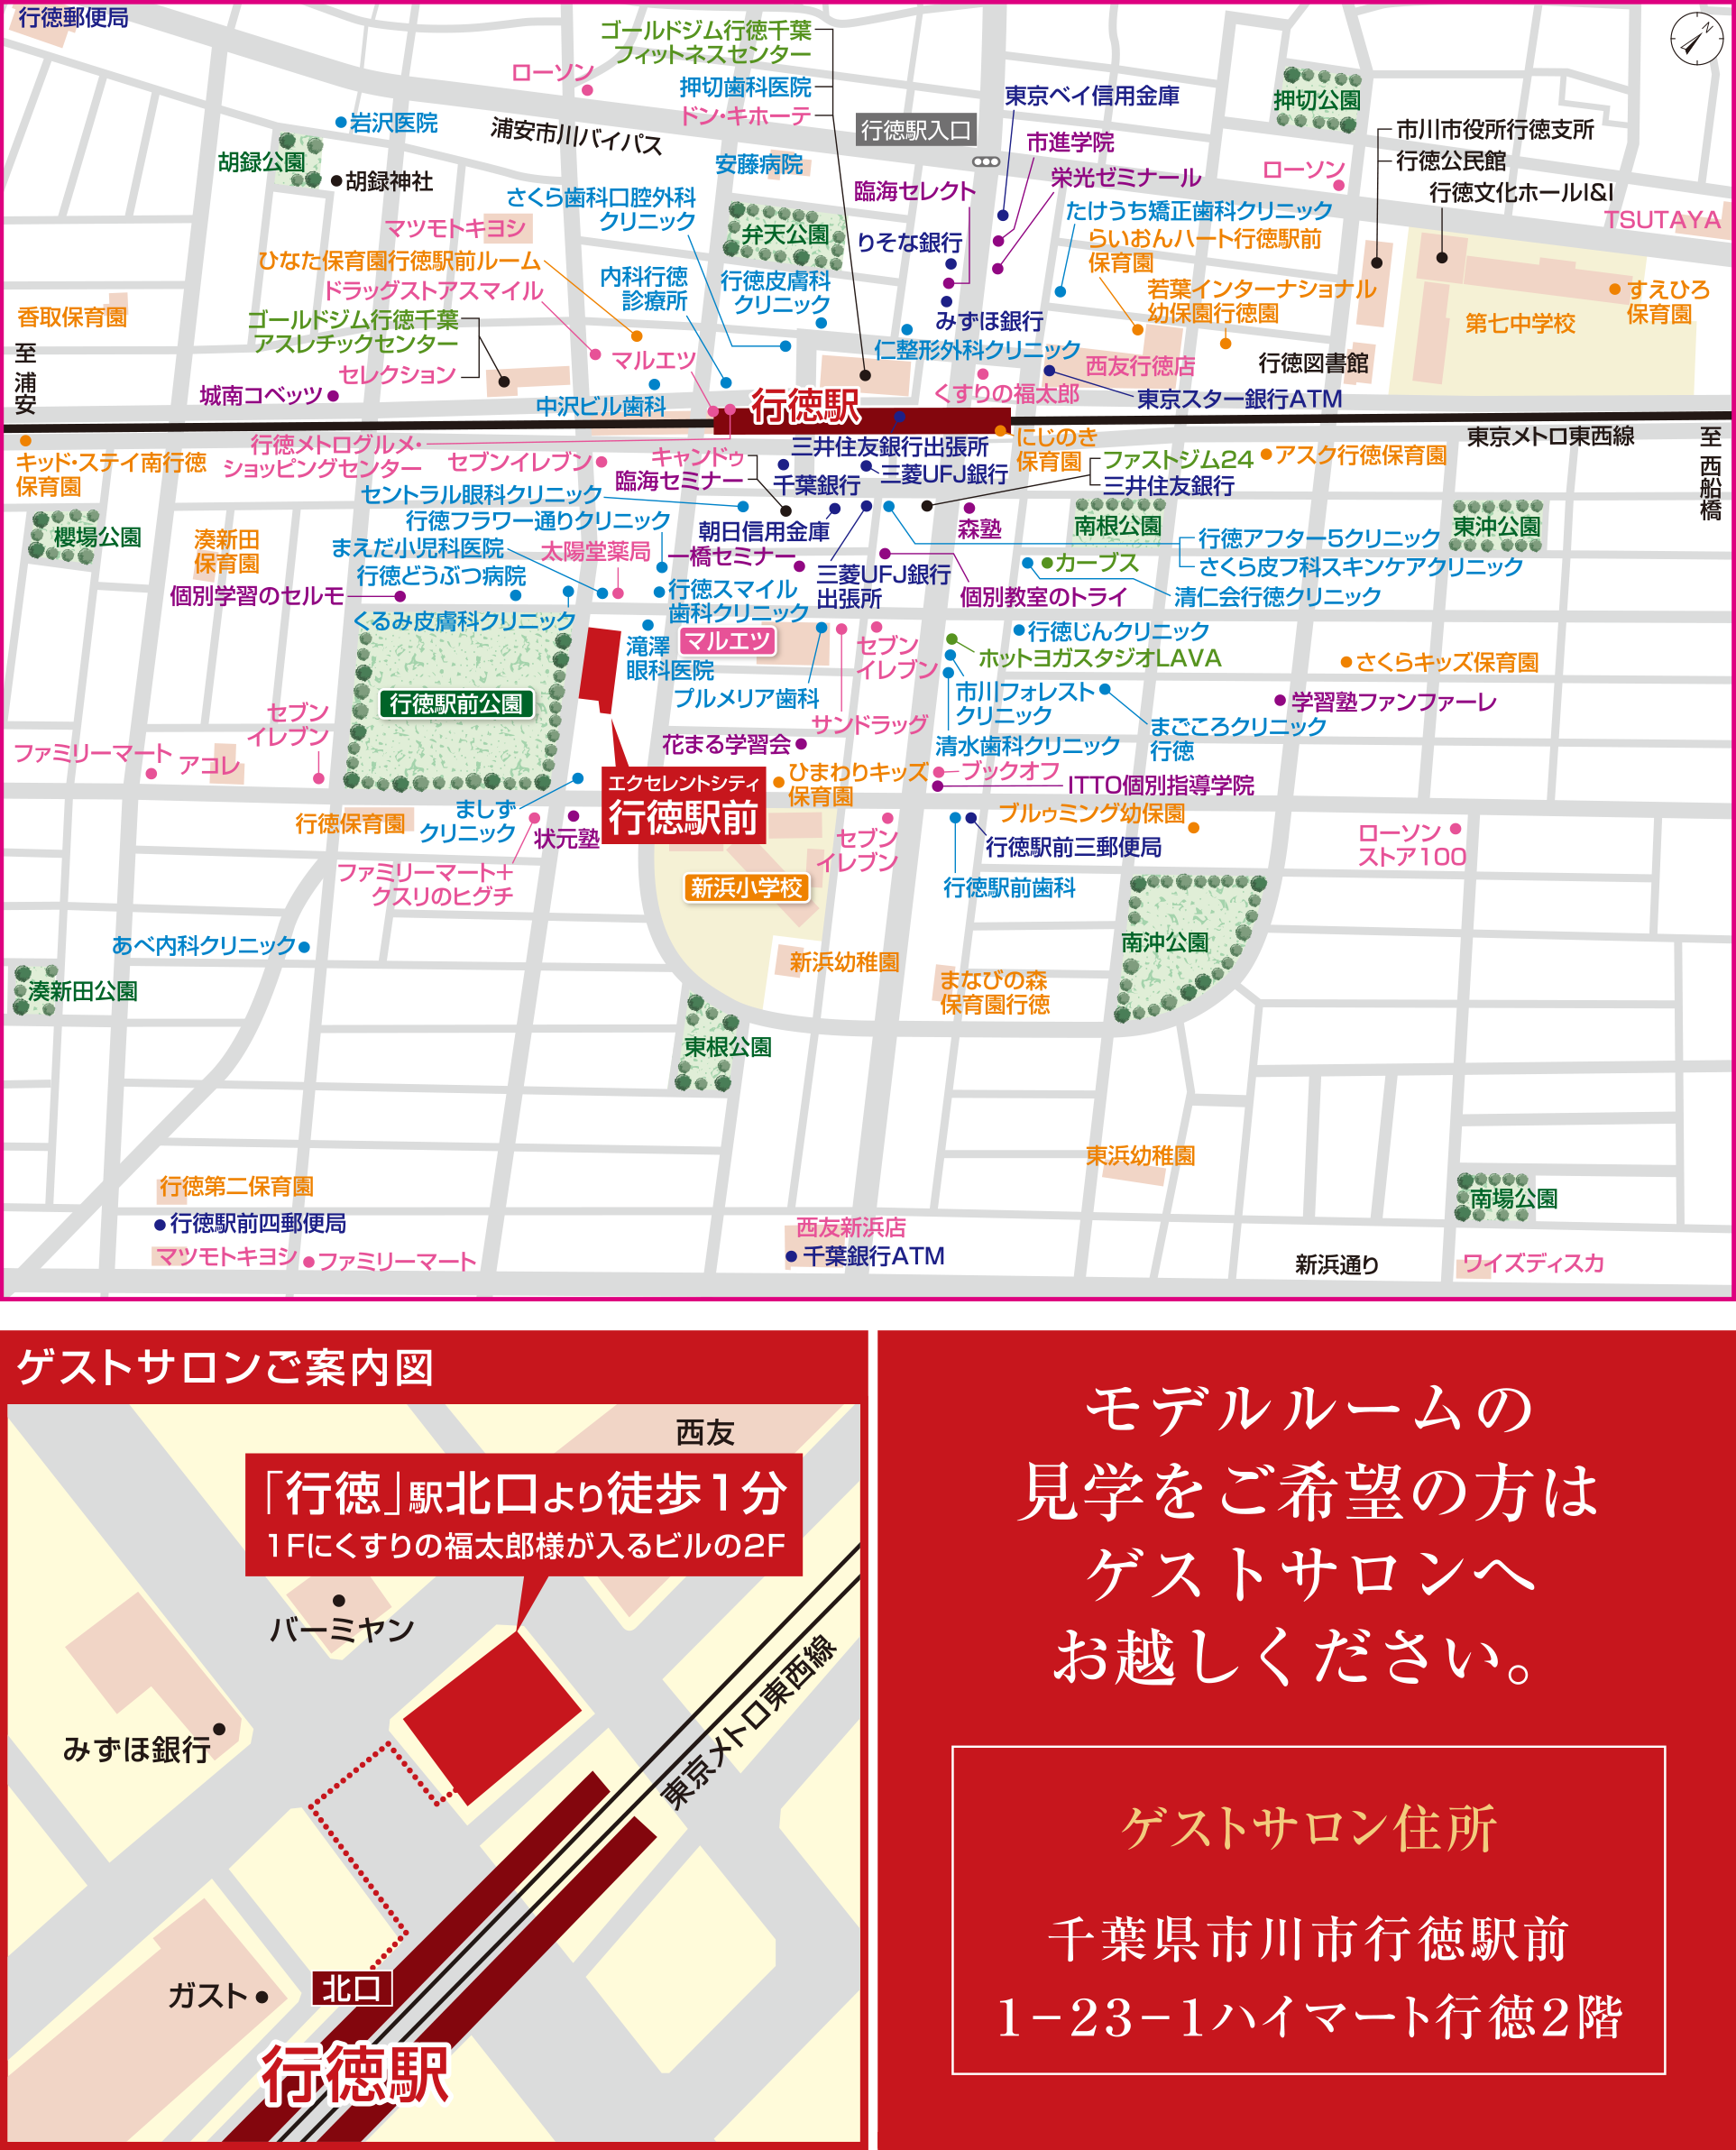 行徳郵便局
ゴールドジム行徳千葉
フィットネスセンター
ローソン
押切歯科医院
ドン・キホーテ
N
東京ベイ信用金庫
押切公園
岩沢医院
浦安市川バイパス
行徳駅入口
市進学院
市川市役所行徳支所
行徳公民館
胡録公園
胡録神社
安藤病院
臨海セレクト
栄光ゼミナール
ローソン
行徳文化ホールI&I
さくら歯科口腔外科
クリニック
たけうち矯正歯科クリニック
TSUTAYA
マツモトキヨシ
弁天公園
りそな銀行
らいおんハート行徳駅前
保育園
ひなた保育園行徳駅前ルーム
内科行徳
診療所
行徳皮膚科
クリニック
若葉インターナショナル
幼保園行徳園
すえひろ
保育園
ドラッグストアスマイル
香取保育園
ゴールドジム行徳千葉
アスレチックセンター
みずほ銀行
第七中学校
至 浦安
マルエツ
仁整形外科クリニック
西友行徳店
行徳図書館
セレクション
城南コベッツ
中沢ビル歯科
行徳駅
くすりの福太郎
東京スター銀行ATM
行徳メトログルメ・
ショッピングセンター
三井住友銀行出張所
にじのき
保育園
東京メトロ東西線
至 西船橋
キッド・ステイ南行徳
保育園
セブンイレブン
キャンドゥ
臨海セミナー
千葉銀行
三菱UFJ銀行
ファストジム24
三井住友銀行
アスク行徳保育園
セントラル眼科クリニック
行徳フラワー通りクリニック
朝日信用金庫
森塾
南根公園
東沖公園
櫻場公園
湊新田
保育園
まえだ小児科医院
太陽堂薬局
一橋セミナー
行徳アフター5クリニック
さくら皮フ科スキンケアクリニック
行徳どうぶつ病院
三菱UFJ銀行
出張所
カーブス
個別学習のセルモ
行徳スマイル
歯科クリニック
個別教室のトライ
清仁会行徳クリニック
くるみ皮膚科クリニック
滝澤
眼科医院
マルエツ
セブン
イレブン
行徳じんクリニック
ホットヨガスタジオLAVA
さくらキッズ保育園
行徳駅前公園
プルメリア歯科
市川フォレスト
クリニック
学習塾ファンファーレ
セブン
イレブン
サンドラッグ
まごころクリニック
行徳
ファミリーマート
アコレ
花まる学習会
清水歯科クリニック
エクセレントシティ
行徳駅前
ひまわりキッズ
保育園
ブックオフ
ITTO個別指導学院
行徳保育園
ましず
クリニック
状元塾
ブルゥミング幼保園
セブン
イレブン
行徳駅前三郵便局
ローソン
ストア100
ファミリーマート+
クスリのヒグチ
新浜小学校
行徳駅前歯科
あべ内科クリニック
南沖公園
新浜幼稚園
まなびの森
保育園行徳
湊新田公園
東根公園
東浜幼稚園
行徳第二保育園
南場公園
行徳駅前四郵便局
西友新浜店
マツモトキヨシ
ファミリーマート
千葉銀行ATM
新浜通り
ワイズディスカ
ゲストサロンご案内図
西友
「行徳」駅北口より徒歩1分
1Fにくすりの福太郎様が入るビルの2F
バーミヤン
みずほ銀行
東京メトロ東西線
ガスト
北口
行徳駅
モデルルームの
見学をご希望の方は
ゲストサロンへ
お越しください。
ゲストサロン住所
千葉県市川市行徳駅前
1−23−1ハイマート行徳2階